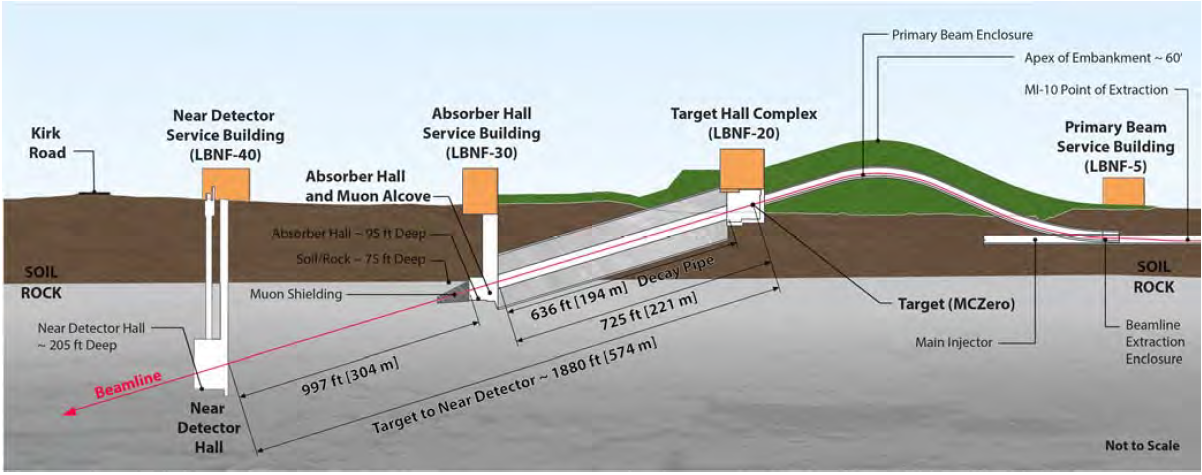 Primary Beam Enclosure
Apex of Embankment ~ 60'
MI-10 Point of Extraction
Kirk
Road
Near Detector
Service Building
(LBNF-40)
Absorber Hall
Service Building
(LBNF-30)
Target Hall Complex
(LBNF-20)
Primary Beam
Service Building
(LBNF-5)
Absorber Hall
and Muon Alcove
Absorber Hall ~ 95 ft Deep
Soil/Rock ~ 75 ft Deep
Muon Shielding
SOIL
ROCK
SOIL
ROCK
Near Detector Hall
~ 205 ft Deep
636 ft [194 m] Decay Pipe
725 ft [221 m]
Target (MCZero)
Main Injector
Beamline
Extraction
Enclosure
997 ft [304 m]
Target to Near Detector ~ 1880 ft [574 m]
Beamline
Near
Detector
Hall
Not to Scale